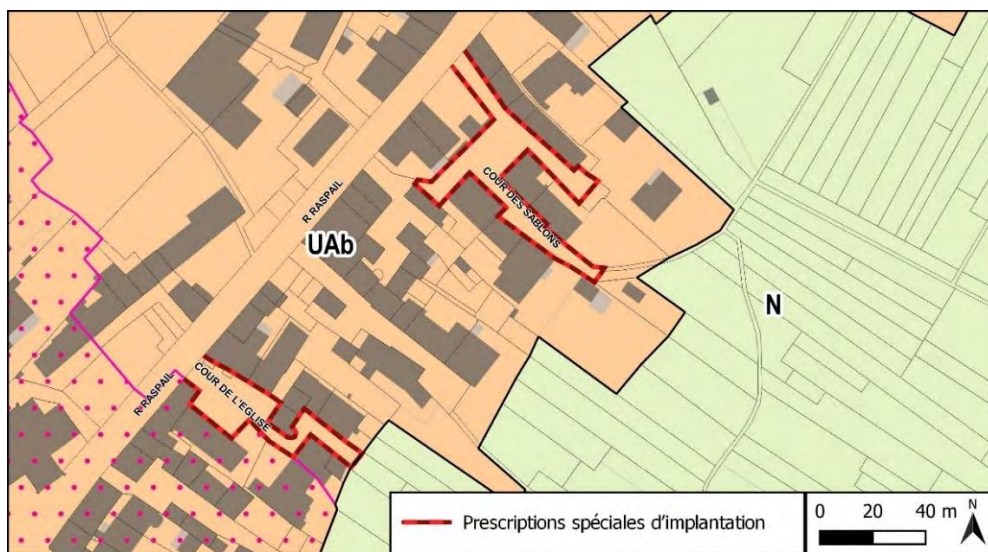 R RASPAIL
COUR DES SABLONS
UAb
N
R RASPAIL
COUR DE L'EGLISE
Prescriptions spéciales d'implantation
0 20 40 m
N